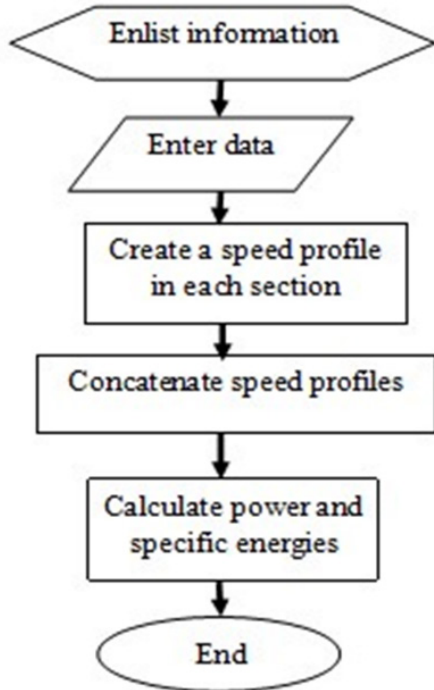 Enlist information
Enter data
Create a speed profile
in each section
Concatenate speed profiles
Calculate power and
specific energies
End